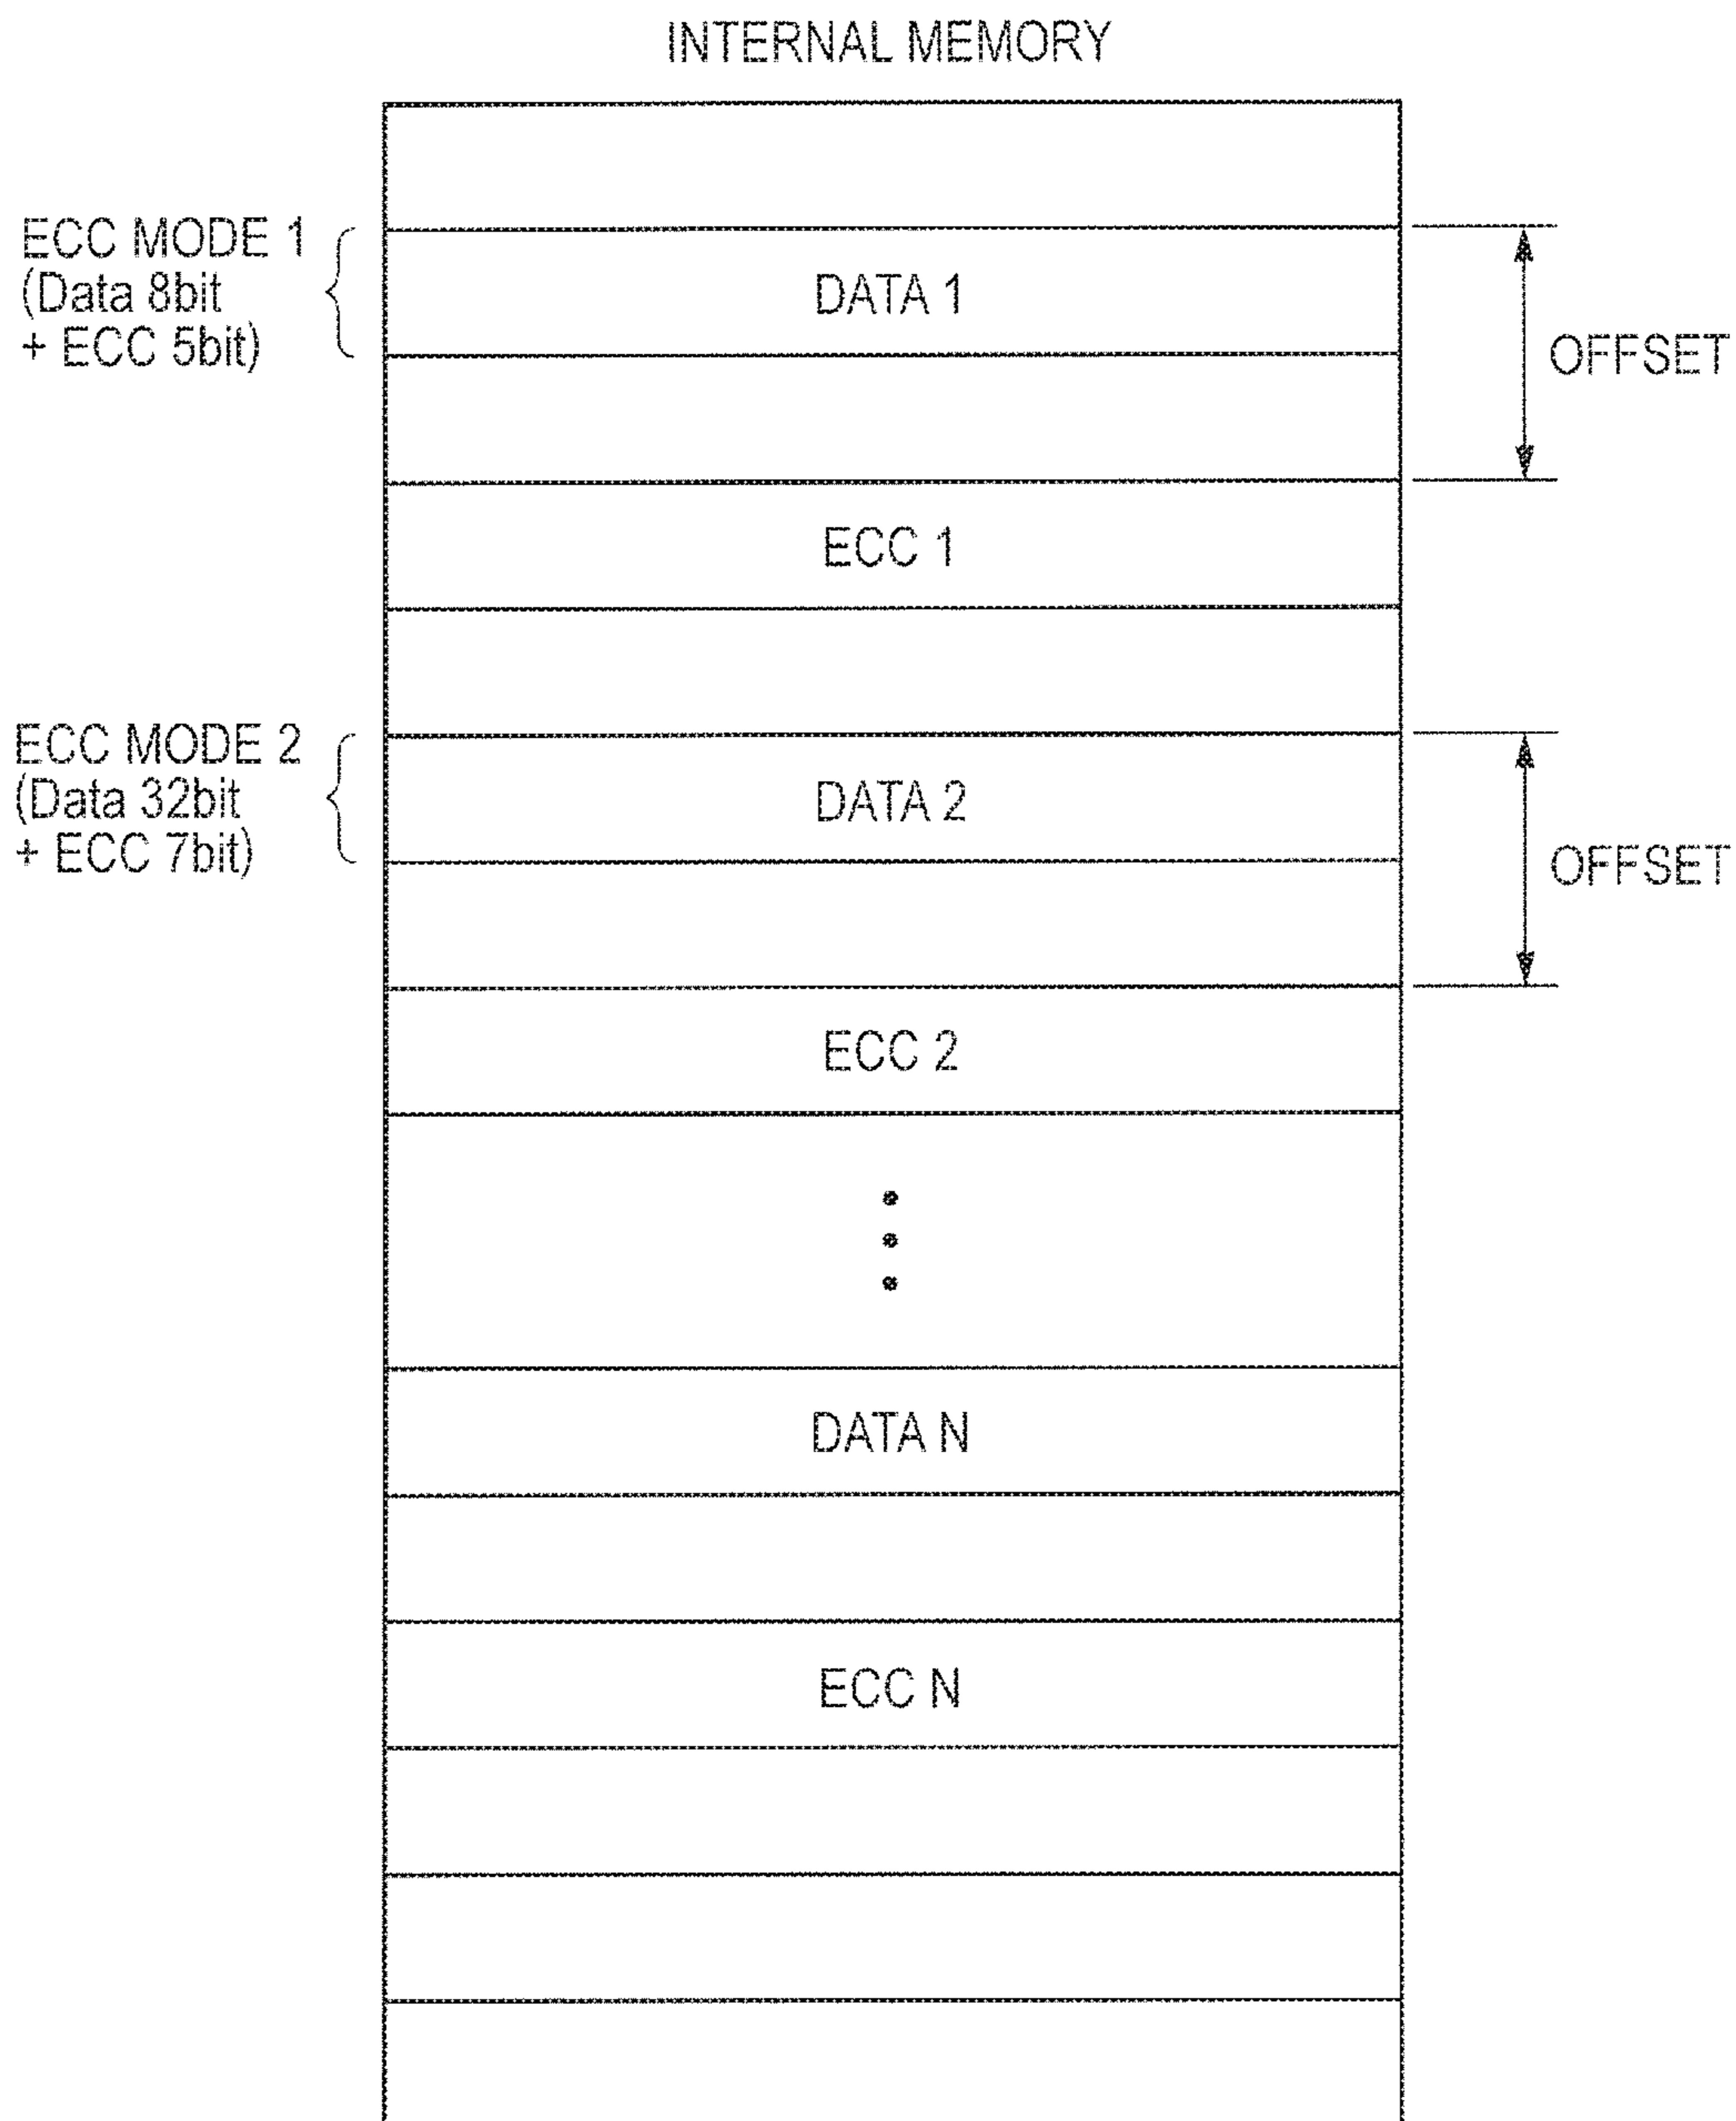 INTERNAL MEMORY
ECC MODE 1
(Data 8bit
+ ECC 5bit)
DATA 1
OFFSET
ECC 1
ECC MODE 2
(Data 32bit
+ ECC 7bit)
DATA 2
OFFSET
ECC 2
DATA N
ECC N